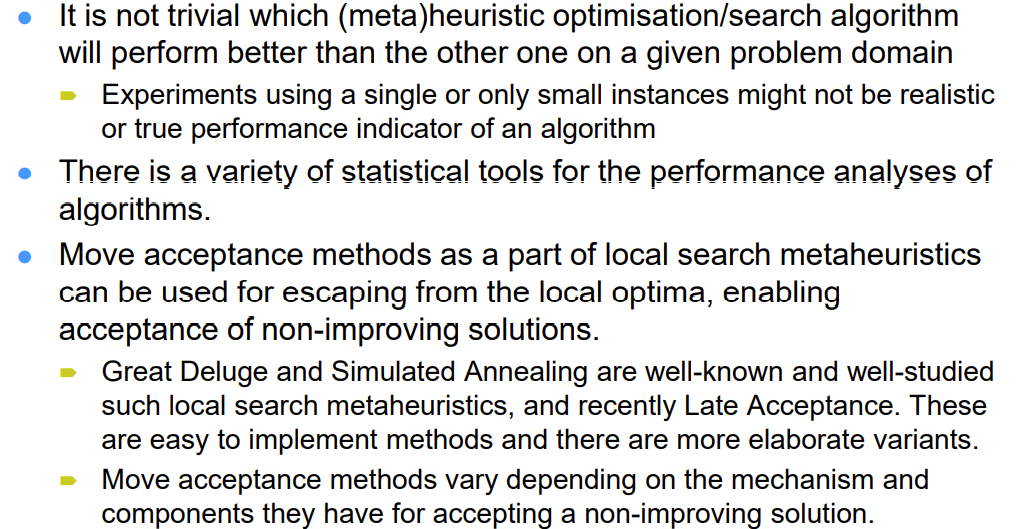 It is not trivial which (meta)heuristic optimisation/search algorithm
will perform better than the other one on a given problem domain
Experiments using a single or only small instances might not be realistic
or true performance indicator of an algorithm
There is a variety of statistical tools for the performance analyses of
algorithms.
Move acceptance methods as a part of local search metaheuristics
can be used for escaping from the local optima, enabling
acceptance of non-improving solutions.
Great Deluge and Simulated Annealing are well-known and well-studied
such local search metaheuristics, and recently Late Acceptance. These
are easy to implement methods and there are more elaborate variants.
Move acceptance methods vary depending on the mechanism and
components they have for accepting a non-improving solution.